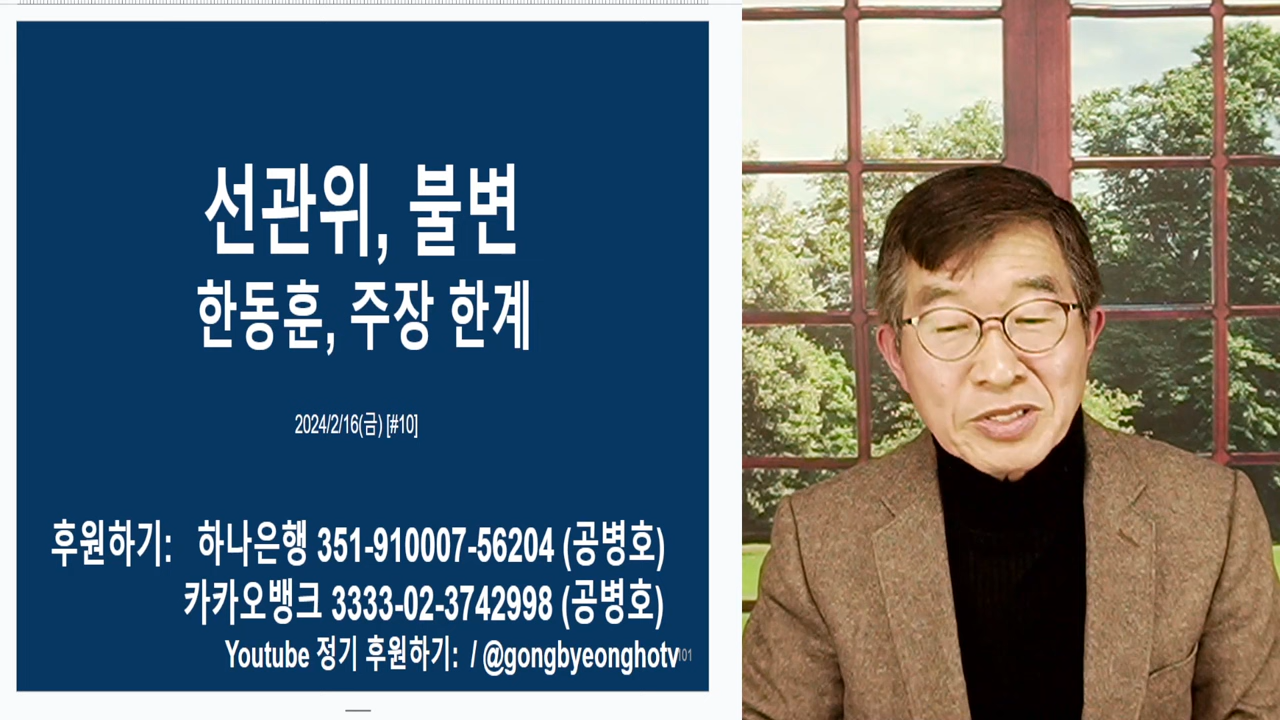 선관위, 불변
한동훈, 주장 한계
2024/2/16(금) [#10]
후원하기: 하나은행 351-910007-56204 (공병호)
카카오뱅크 3333-02-3742998 (공병호)
Youtube 정기 후원하기: / @gongbyeonghotv
101